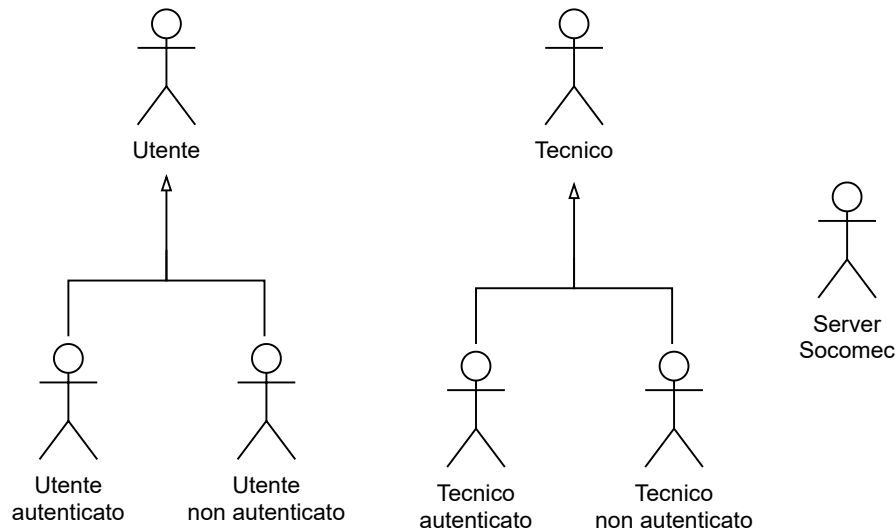 Utente
Tecnico
Server
Socomec
Utente
autenticato
Utente
non autenticato
Tecnico
autenticato
Tecnico
non autenticato